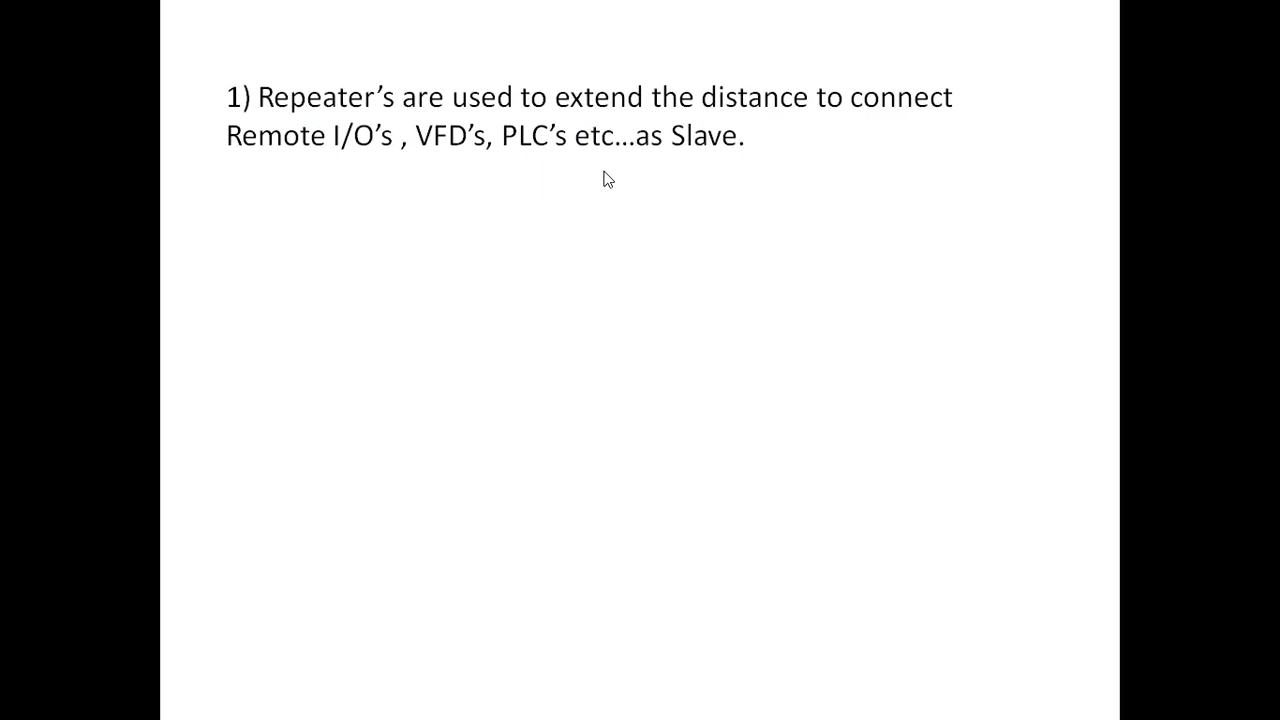 1) Repeater’s are used to extend the distance to connect
Remote I/O’s , VFD’s, PLC’s etc…as Slave.